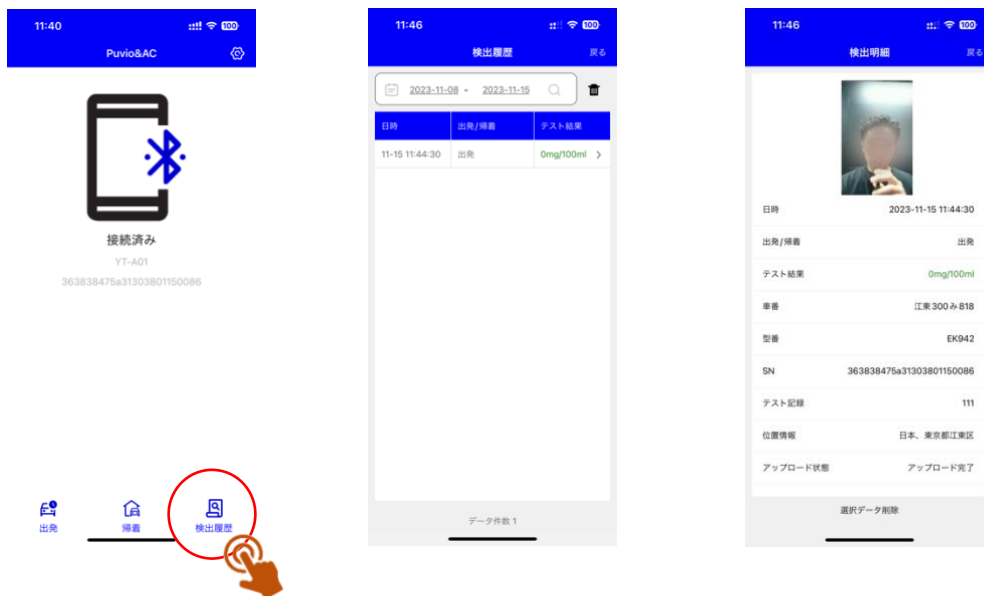 11:40
100
Puvio&AC
接続済み
YT-A01
363838475a31303801150086
出発
帰着
検出履歴
11:46
100
検出履歴
戻る
2023-11-08 - 2023-11-15
日時 出発/帰着 テスト結果
11-15 11:44:30 出発 0mg/100ml >
データ件数 1
11:46
100
検出明細
戻る
日時 2023-11-15 11:44:30
出発/帰着 出発
テスト結果 0mg/100ml
車番 江東300み818
型番 EK942
SN 363838475a31303801150086
テスト記録 111
位置情報 日本、東京都江東区
アップロード状態 アップロード完了
選択データ削除